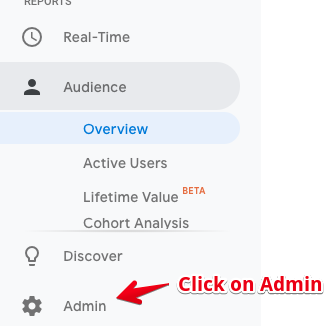 REPORTS
Real-Time
Audience
Overview
Active Users
Lifetime Value BETA
Cohort Analysis
Discover
Click on Admin
Admin